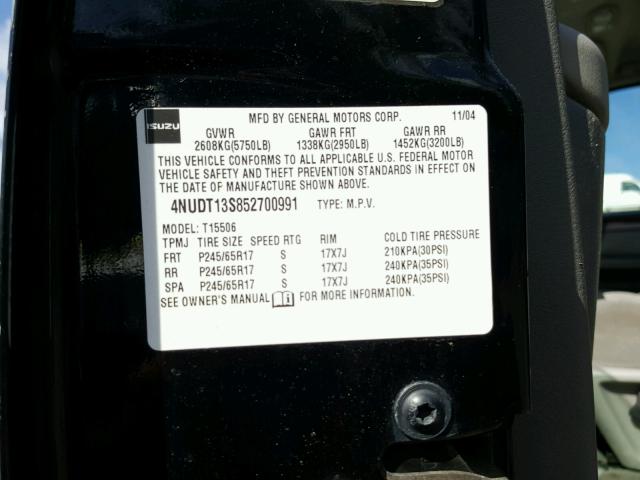 MFD BY GENERAL MOTORS CORP. 11/04
ISUZU
GVWR GAWR FRT GAWR RR
2608KG(5750LB) 1338KG(2950LB) 1452KG(3200LB)
THIS VEHICLE CONFORMS TO ALL APPLICABLE U.S. FEDERAL MOTOR
VEHICLE SAFETY AND THEFT PREVENTION STANDARDS IN EFFECT ON
THE DATE OF MANUFACTURE SHOWN ABOVE.
4NUDT13S852700991 TYPE: M.P.V.
MODEL: T15506
TPMJ TIRE SIZE SPEED RTG RIM COLD TIRE PRESSURE
FRT P245/65R17 S 17X7J 210KPA(30PSI)
RR P245/65R17 S 17X7J 240KPA(35PSI)
SPA P245/65R17 S 17X7J 240KPA(35PSI)
SEE OWNER'S MANUAL FOR MORE INFORMATION.